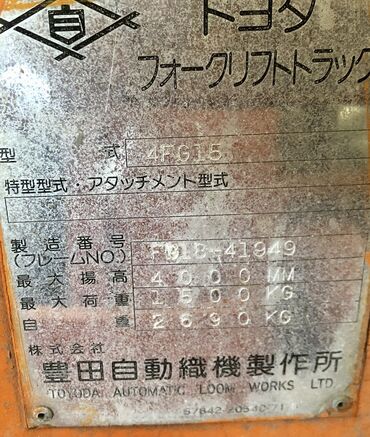 自
トヨタ
フォークリフトトラック
型 式 4FG15
特型型式・アタッチメント型式
製造番号
(フレームNO.)
最大揚高 4000MM
最大荷重 1500KG
自 重 2690KG
株式会社
豊田自動織機製作所
TOYODA AUTOMATIC LOOM WORKS LTD.